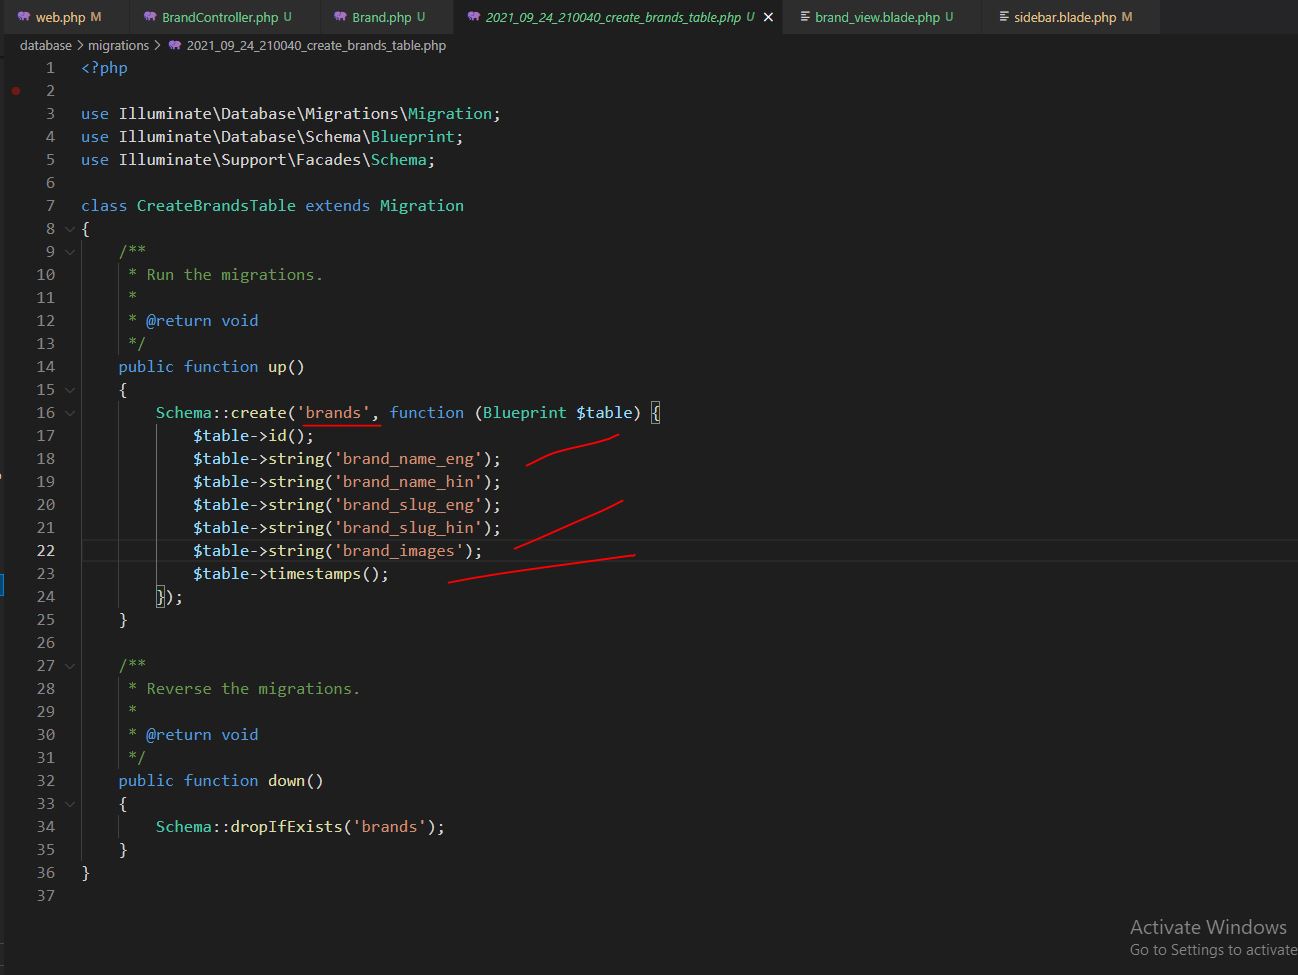 web.php M BrandController.php U Brand.php U 2021_09_24_210040_create_brands_table.php U × brand_view.blade.php U sidebar.blade.php M
database > migrations > 2021_09_24_210040_create_brands_table.php
1 <?php
2
3 use Illuminate\Database\Migrations\Migration;
4 use Illuminate\Database\Schema\Blueprint;
5 use Illuminate\Support\Facades\Schema;
6
7 class CreateBrandsTable extends Migration
8 {
9 /**
10 * Run the migrations.
11 *
12 * @return void
13 */
14 public function up()
15 {
16 Schema::create('brands', function (Blueprint $table) {
17 $table->id();
18 $table->string('brand_name_eng');
19 $table->string('brand_name_hin');
20 $table->string('brand_slug_eng');
21 $table->string('brand_slug_hin');
22 $table->string('brand_images');
23 $table->timestamps();
24 });
25 }
26
27 /**
28 * Reverse the migrations.
29 *
30 * @return void
31 */
32 public function down()
33 {
34 Schema::dropIfExists('brands');
35 }
36 }
37
Activate Windows
Go to Settings to activate